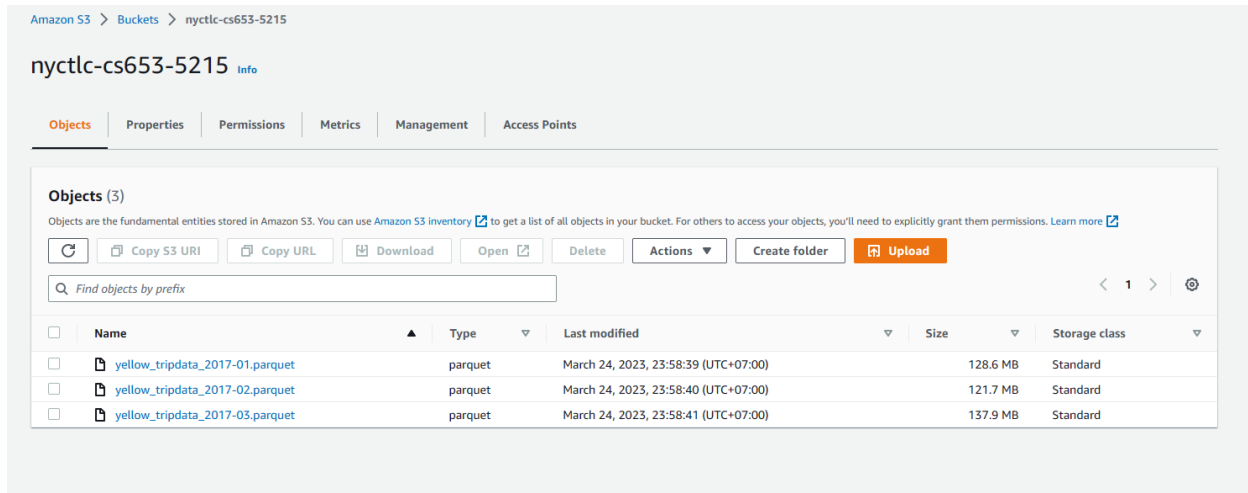 Amazon S3 > Buckets > nyctlc-cs653-5215
nyctlc-cs653-5215 Info
Objects Properties Permissions Metrics Management Access Points
Objects (3)
Objects are the fundamental entities stored in Amazon S3. You can use Amazon S3 inventory to get a list of all objects in your bucket. For others to access your objects, you'll need to explicitly grant them permissions. Learn more
Copy S3 URI Copy URL Download Open Delete Actions Create folder Upload
Find objects by prefix < 1 >
Name Type Last modified Size Storage class
yellow_tripdata_2017-01.parquet parquet March 24, 2023, 23:58:39 (UTC+07:00) 128.6 MB Standard
yellow_tripdata_2017-02.parquet parquet March 24, 2023, 23:58:40 (UTC+07:00) 121.7 MB Standard
yellow_tripdata_2017-03.parquet parquet March 24, 2023, 23:58:41 (UTC+07:00) 137.9 MB Standard